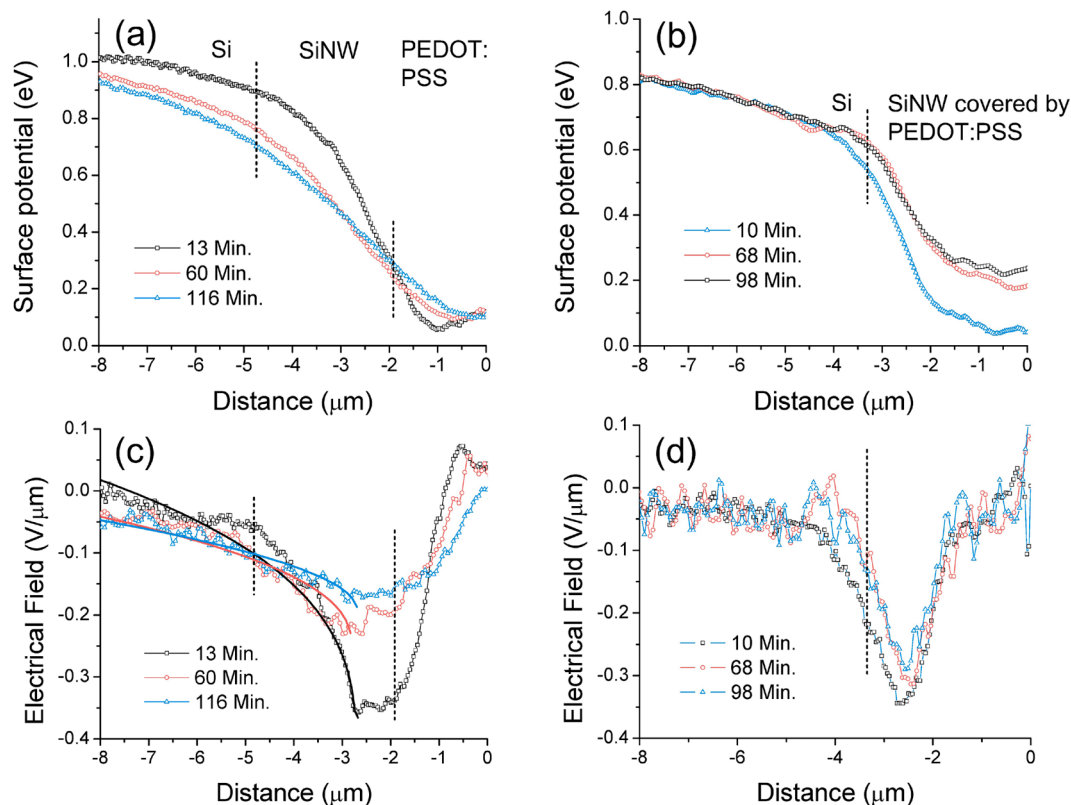 (a)
Si
SiNW
PEDOT:
PSS
Surface potential (eV)
1.0
0.8
0.6
0.4
0.2
0.0
13 Min.
60 Min.
116 Min.
-8 -7 -6 -5 -4 -3 -2 -1 0
Distance (μm)
(b)
Si
SiNW covered by
PEDOT:PSS
Surface potential (eV)
1.0
0.8
0.6
0.4
0.2
0.0
10 Min.
68 Min.
98 Min.
-8 -7 -6 -5 -4 -3 -2 -1 0
Distance (μm)
(c)
Electrical Field (V/μm)
0.1
0.0
-0.1
-0.2
-0.3
-0.4
13 Min.
60 Min.
116 Min.
-8 -7 -6 -5 -4 -3 -2 -1 0
Distance (μm)
(d)
Electrical Field (V/μm)
0.1
0.0
-0.1
-0.2
-0.3
-0.4
10 Min.
68 Min.
98 Min.
-8 -7 -6 -5 -4 -3 -2 -1 0
Distance (μm)